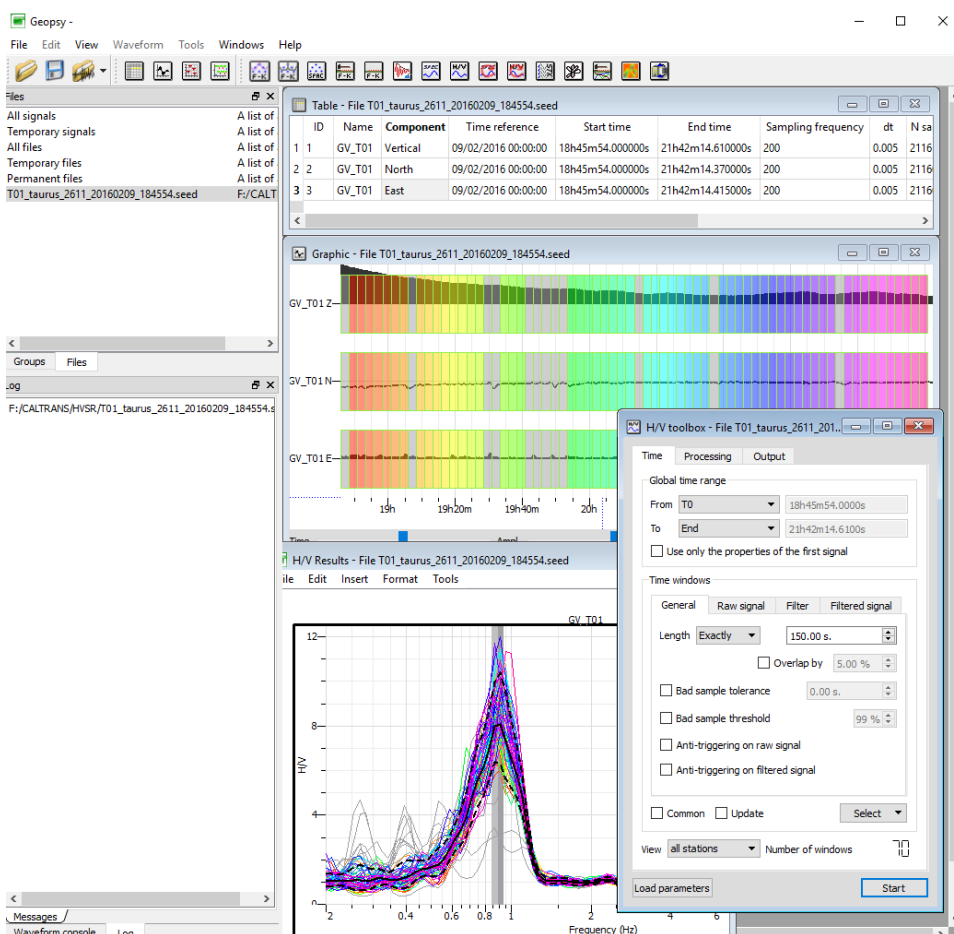 Geopsy -
File Edit View Waveform Tools Windows Help
Files
All signals A list of
Temporary signals A list of
All files A list of
Temporary files A list of
Permanent files A list of
T01_taurus_2611_20160209_184554.seed F:/CALT
Groups Files
Log
F:/CALTRANS/HVSR/T01_taurus_2611_20160209_184554.s
Messages
Waveform console Log
Table - File T01_taurus_2611_20160209_184554.seed
ID Name Component Time reference Start time End time Sampling frequency dt N sa
1 1 GV_T01 Vertical 09/02/2016 00:00:00 18h45m54.000000s 21h42m14.610000s 200 0.005 2116
2 2 GV_T01 North 09/02/2016 00:00:00 18h45m54.000000s 21h42m14.370000s 200 0.005 2116
3 3 GV_T01 East 09/02/2016 00:00:00 18h45m54.000000s 21h42m14.415000s 200 0.005 2116
Graphic - File T01_taurus_2611_20160209_184554.seed
GV_T01 Z
GV_T01 N
GV_T01 E
19h 19h20m 19h40m 20h
Time Ampl
H/V Results - File T01_taurus_2611_20160209_184554.seed
ile Edit Insert Format Tools
GV_T01
12
8
H/V
4
0
2 0.4 0.6 0.8 1 2 4 6
Frequency (Hz)
H/V toolbox - File T01_taurus_2611_201...
Time Processing Output
Global time range
From T0 18h45m54.0000s
To End 21h42m14.6100s
Use only the properties of the first signal
Time windows
General Raw signal Filter Filtered signal
Length Exactly 150.00 s.
Overlap by 5.00 %
Bad sample tolerance 0.00 s.
Bad sample threshold 99 %
Anti-triggering on raw signal
Anti-triggering on filtered signal
Common Update Select
View all stations Number of windows 70
Load parameters Start